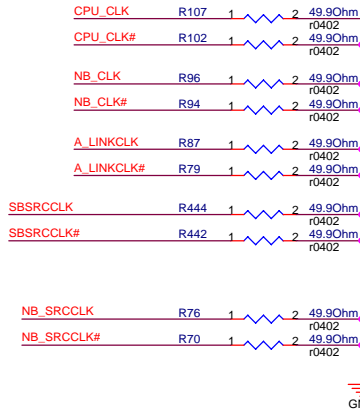 CPU_CLK R107 1 2 49.9Ohm
r0402
CPU_CLK# R102 1 2 49.9Ohm
r0402
NB_CLK R96 1 2 49.9Ohm
r0402
NB_CLK# R94 1 2 49.9Ohm
r0402
A_LINKCLK R87 1 2 49.9Ohm
r0402
A_LINKCLK# R79 1 2 49.9Ohm
r0402
SBSRCCLK R444 1 2 49.9Ohm
r0402
SBSRCCLK# R442 1 2 49.9Ohm
r0402
NB_SRCCLK R76 1 2 49.9Ohm
r0402
NB_SRCCLK# R70 1 2 49.9Ohm
r0402